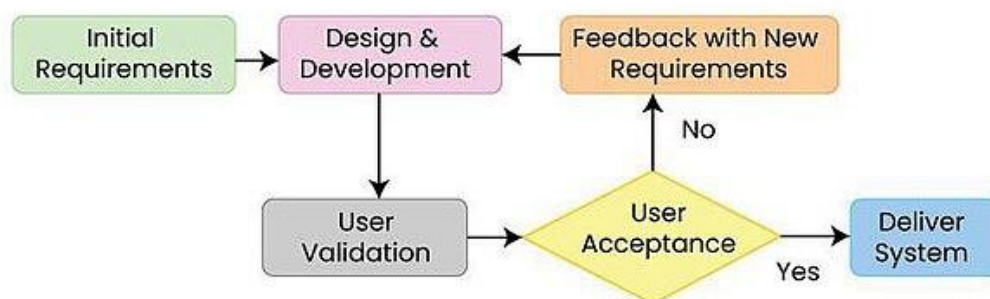 Initial
Requirements
Design &
Development
Feedback with New
Requirements
No
User
Validation
User
Acceptance
Yes
Deliver
System